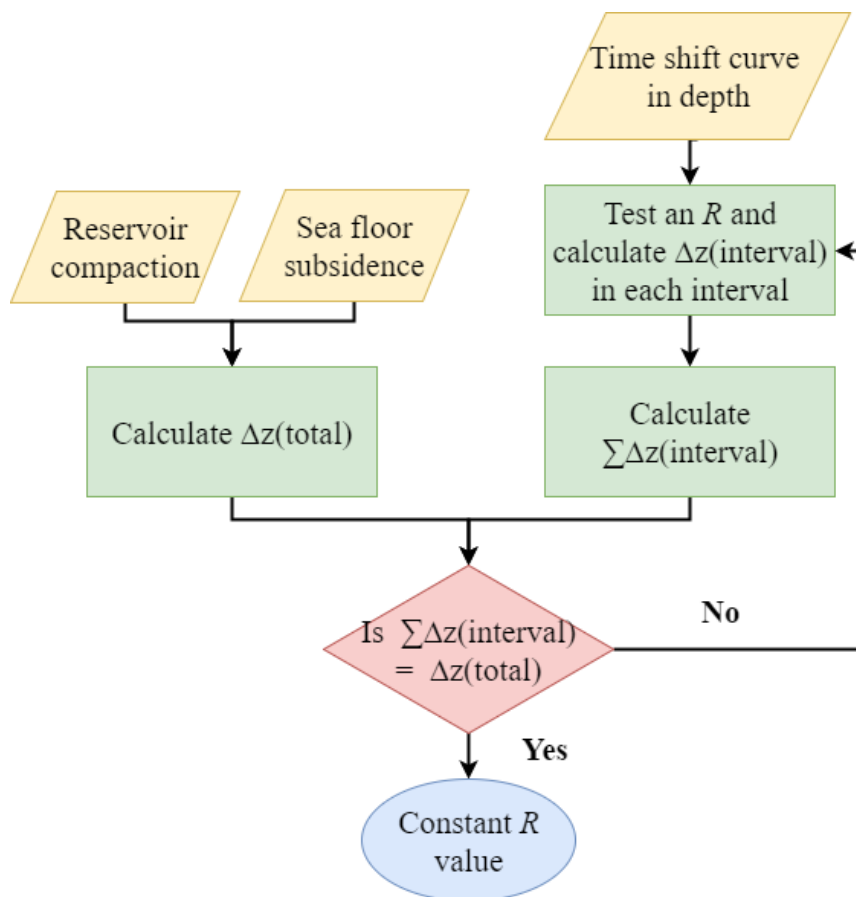 Time shift curve
in depth
Reservoir
compaction
Sea floor
subsidence
Test an R and
calculate Δz(interval)
in each interval
Calculate Δz(total)
Calculate
∑Δz(interval)
Is ∑Δz(interval)
= Δz(total)
No
Yes
Constant R
value